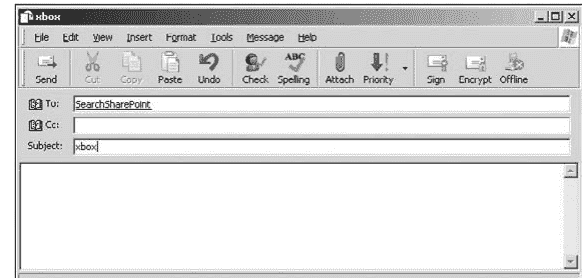 xbox
File Edit View Insert Format Tools Message Help
Send Cut Copy Paste Undo Check Spelling Attach Priority Sign Encrypt Offline
To: SearchSharePoint
Cc:
Subject: xbox